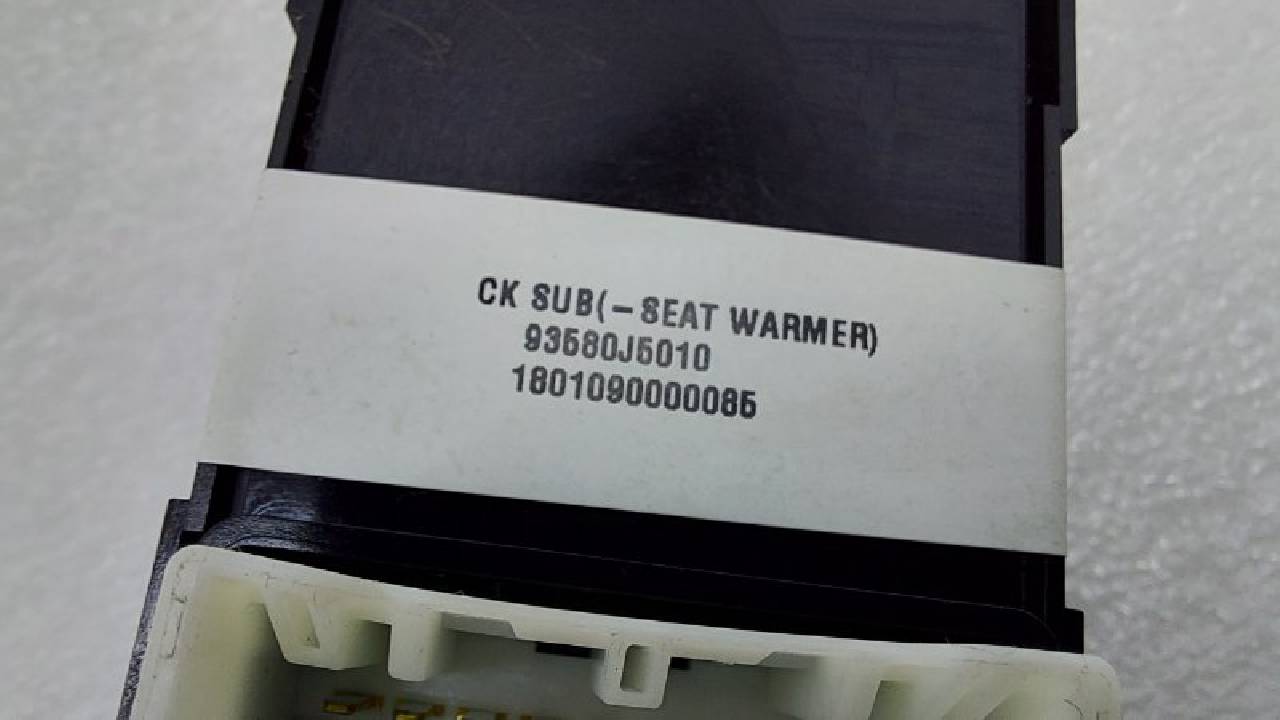 CK SUB(-SEAT WARMER)
93580J5010
1801090000085